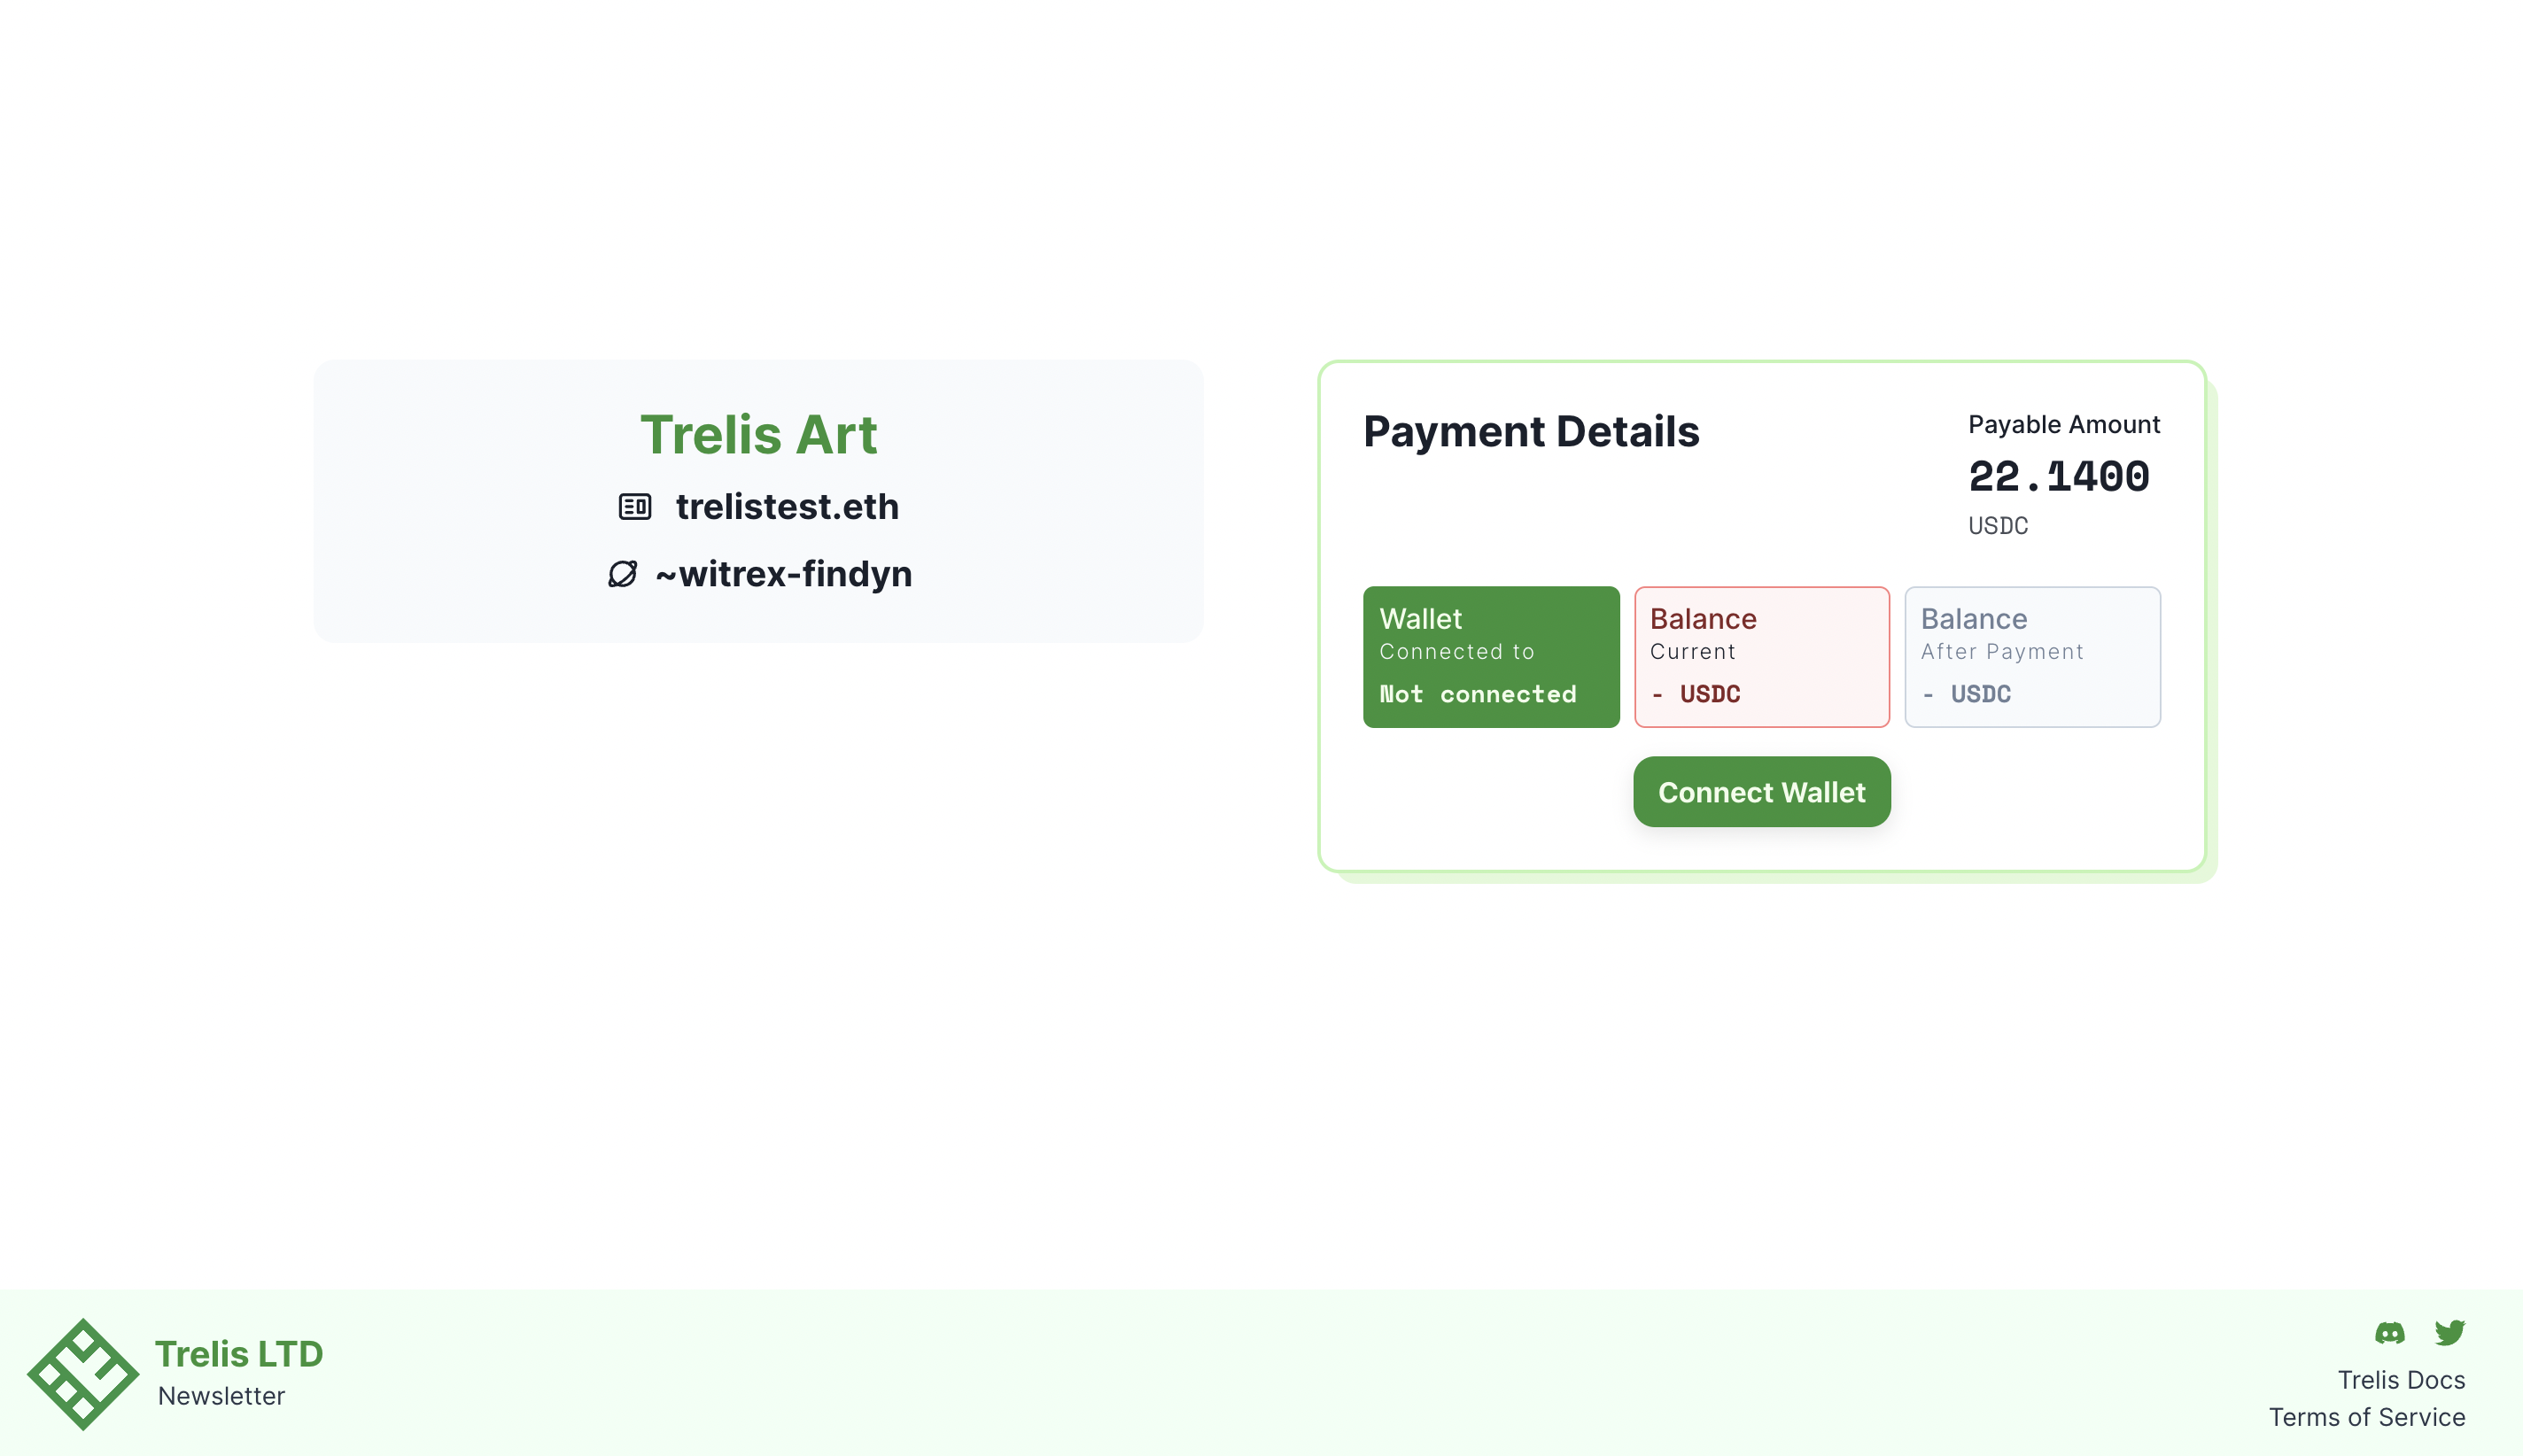 Trelis Art
trelistest.eth
~witrex-findyn
Payment Details
Payable Amount
22.1400
USDC
Wallet
Connected to
Not connected
Balance
Current
- USDC
Balance
After Payment
- USDC
Connect Wallet
Trelis LTD
Newsletter
Trelis Docs
Terms of Service